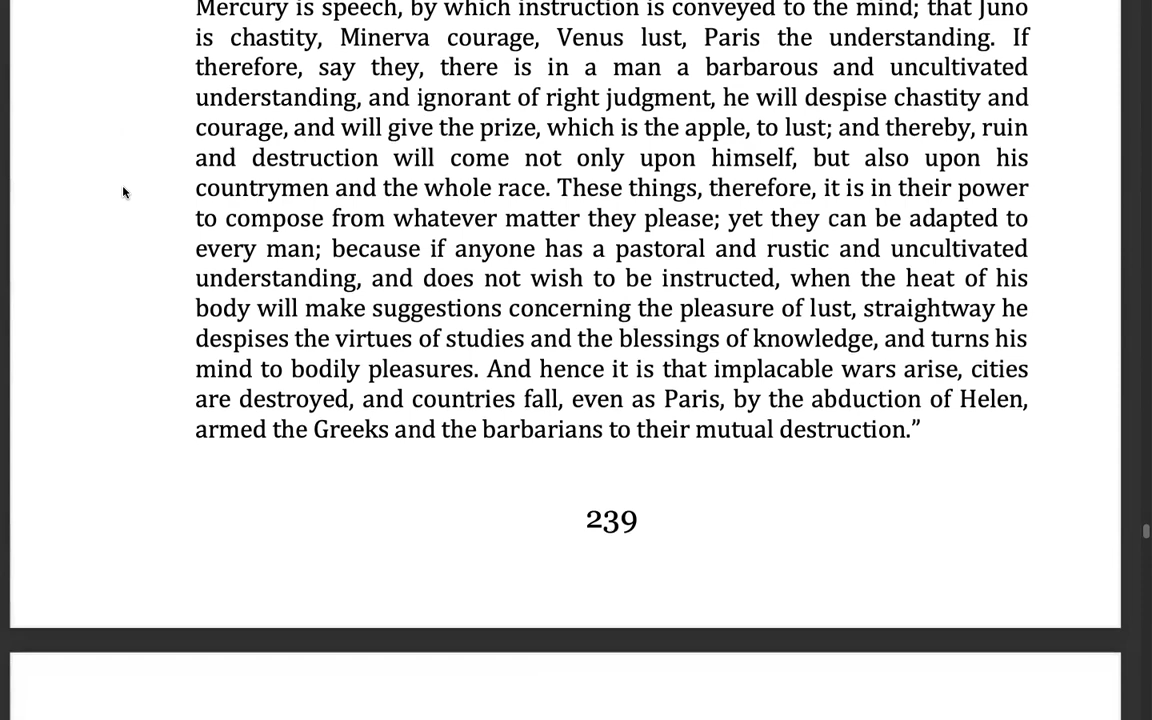 Mercury is speech, by which instruction is conveyed to the mind; that Juno
is chastity, Minerva courage, Venus lust, Paris the understanding. If
therefore, say they, there is in a man a barbarous and uncultivated
understanding, and ignorant of right judgment, he will despise chastity and
courage, and will give the prize, which is the apple, to lust; and thereby, ruin
and destruction will come not only upon himself, but also upon his
countrymen and the whole race. These things, therefore, it is in their power
to compose from whatever matter they please; yet they can be adapted to
every man; because if anyone has a pastoral and rustic and uncultivated
understanding, and does not wish to be instructed, when the heat of his
body will make suggestions concerning the pleasure of lust, straightway he
despises the virtues of studies and the blessings of knowledge, and turns his
mind to bodily pleasures. And hence it is that implacable wars arise, cities
are destroyed, and countries fall, even as Paris, by the abduction of Helen,
armed the Greeks and the barbarians to their mutual destruction.”
239